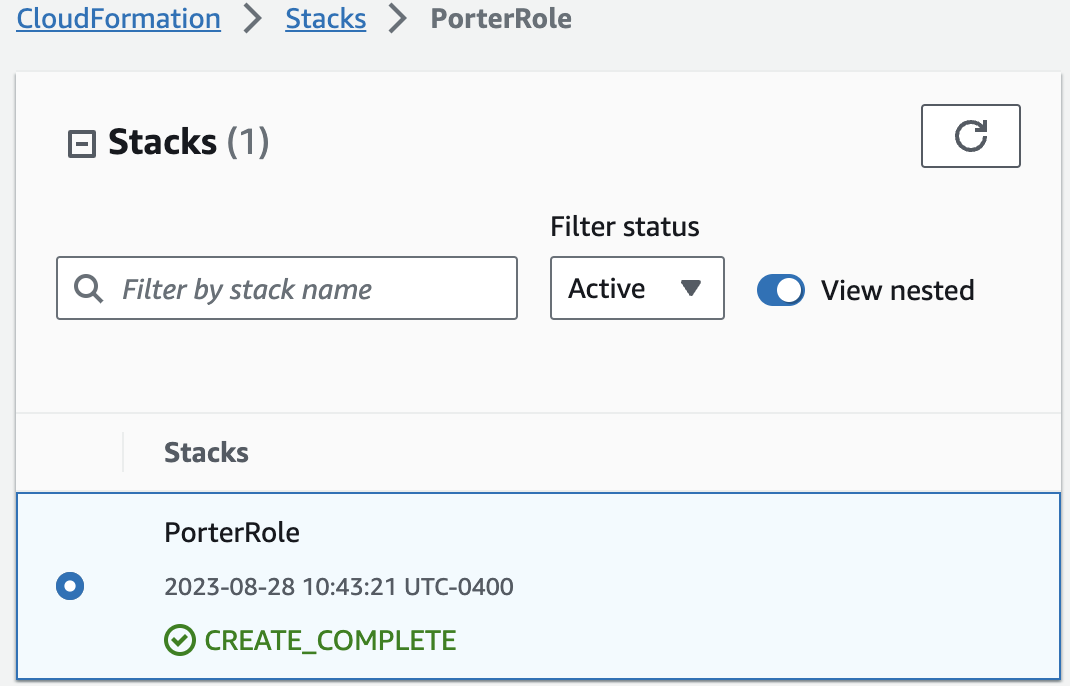 CloudFormation > Stacks > PorterRole
Stacks (1)
Filter status
Filter by stack name
Active
View nested
Stacks
PorterRole
2023-08-28 10:43:21 UTC-0400
CREATE_COMPLETE